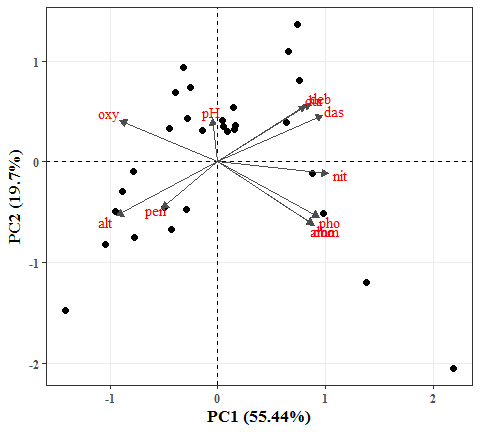 1
0
-1
-2
-1
0
1
2
PC2 (19.7%)
PC1 (55.44%)
oxy
pH
das
nit
pho
alt
pen